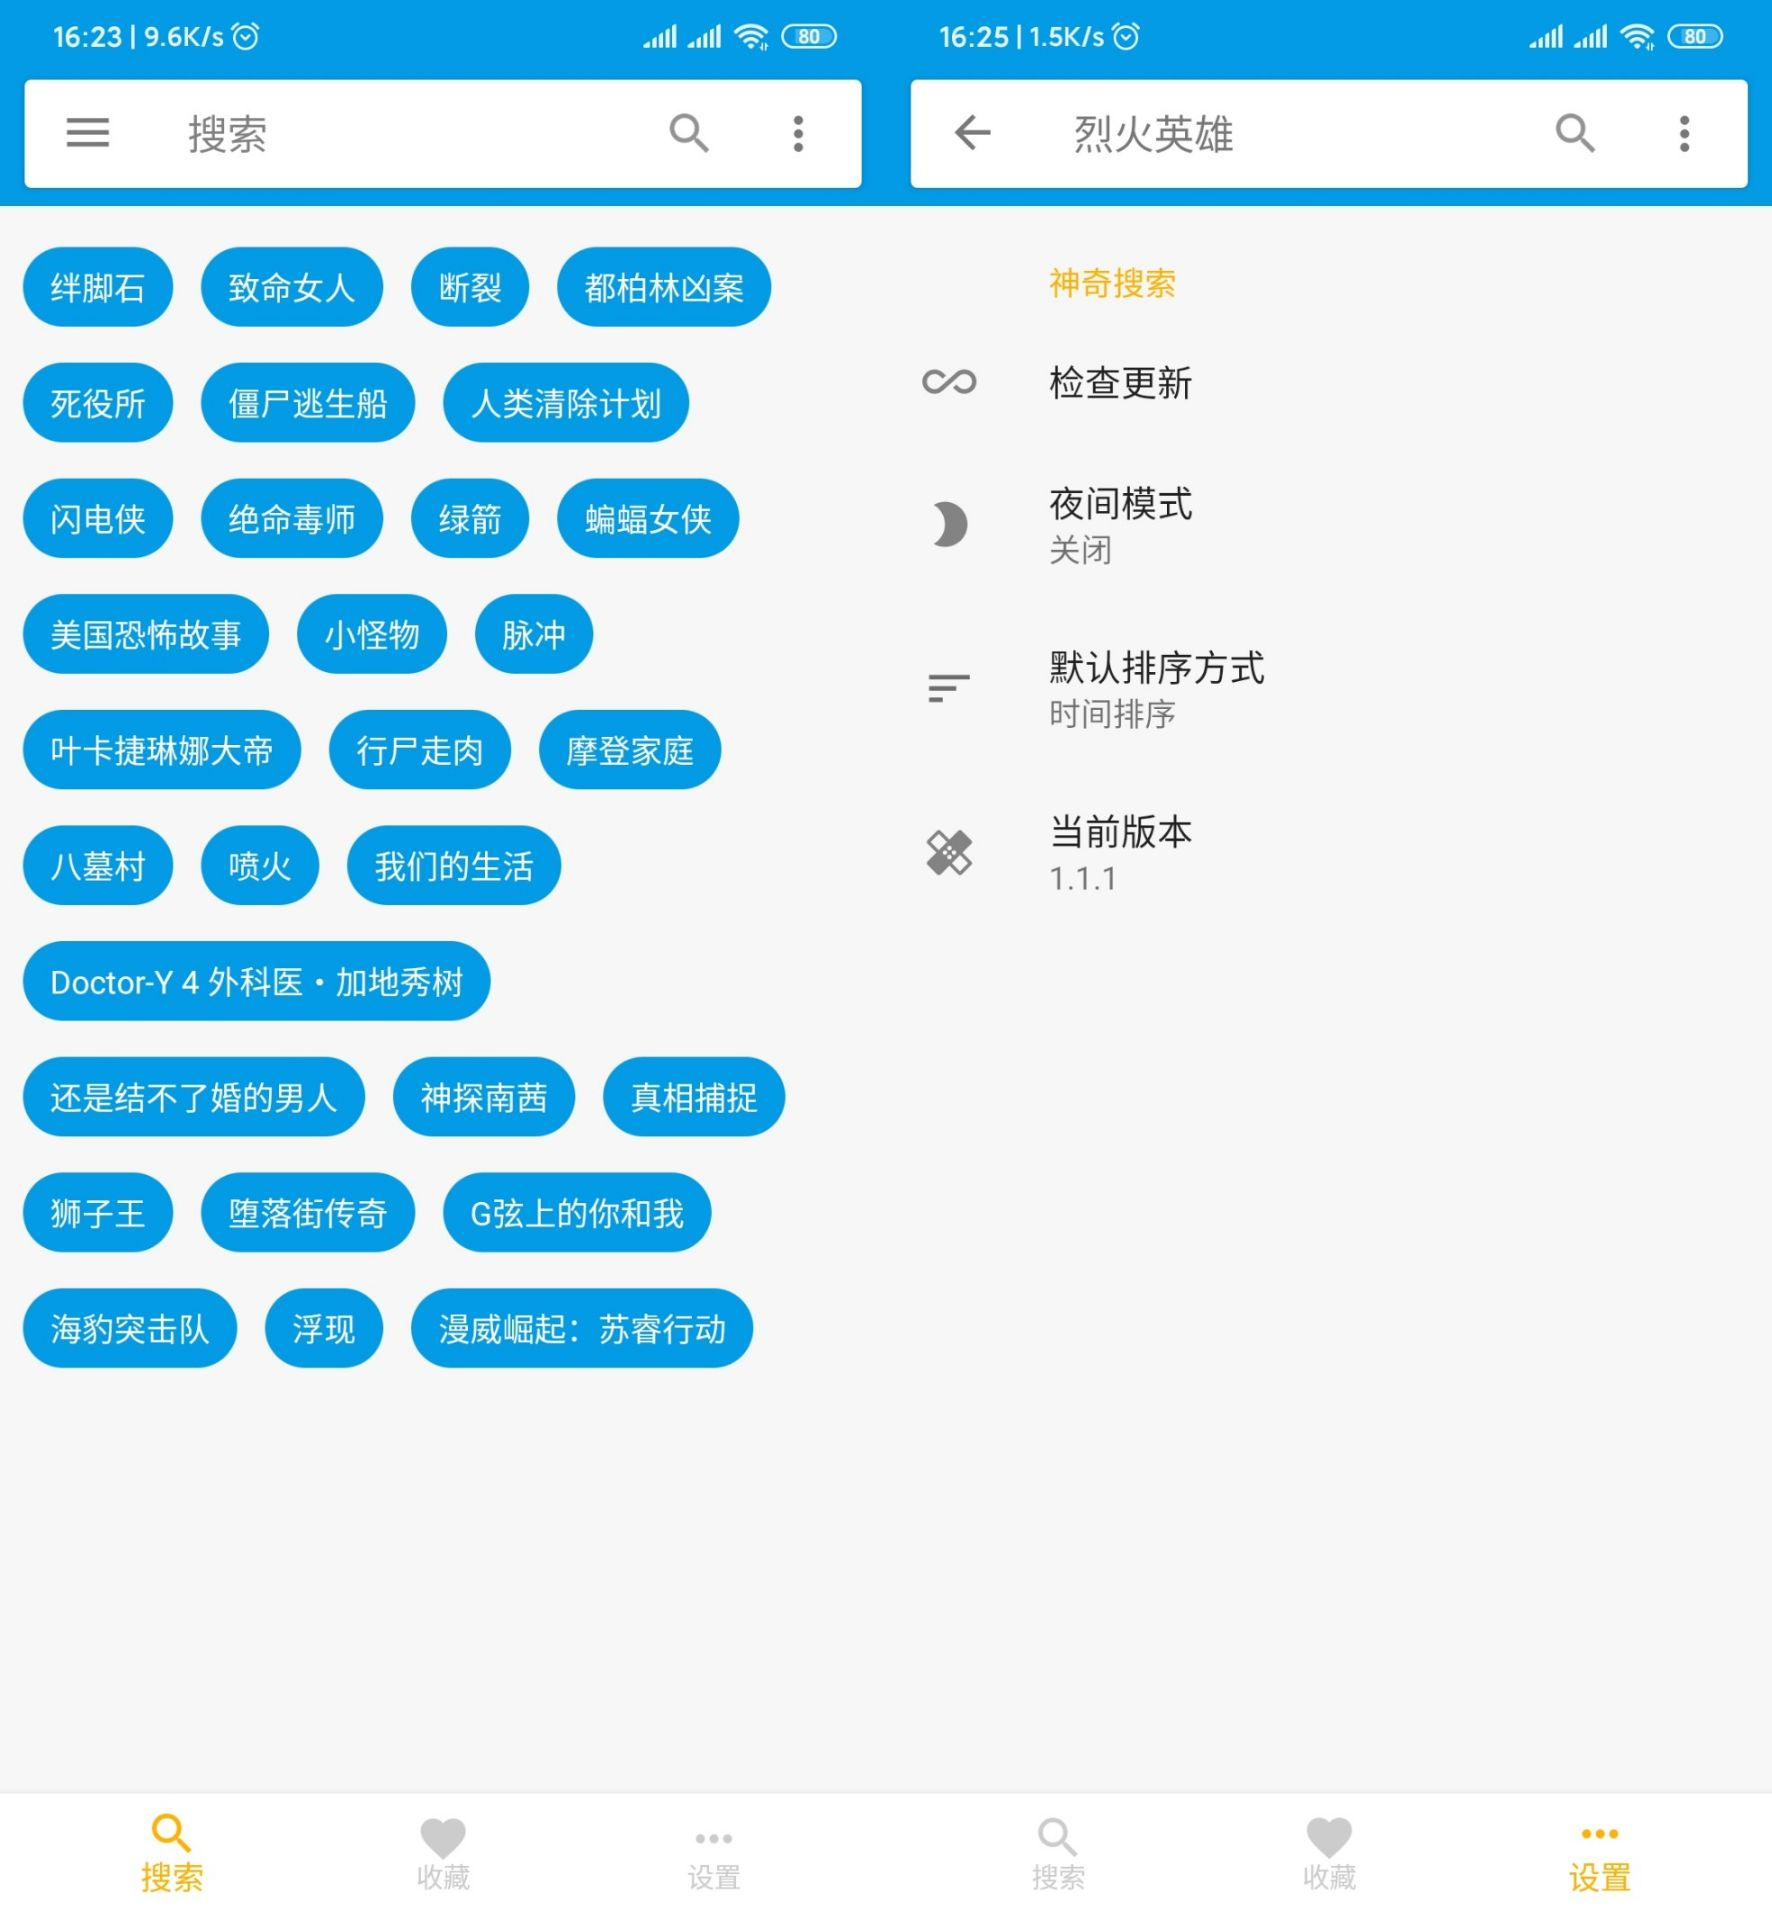 16:23 | 9.6K/s
80
搜索
绊脚石 致命女人 断裂 都柏林凶案
死役所 僵尸逃生船 人类清除计划
闪电侠 绝命毒师 绿箭 蝙蝠女侠
美国恐怖故事 小怪物 脉冲
叶卡捷琳娜大帝 行尸走肉 摩登家庭
八墓村 喷火 我们的生活
Doctor-Y 4 外科医・加地秀树
还是结不了婚的男人 神探南茜 真相捕捉
狮子王 堕落街传奇 G弦上的你和我
海豹突击队 浮现 漫威崛起：苏睿行动
搜索 收藏 设置
16:25 | 1.5K/s
80
烈火英雄
神奇搜索
检查更新
夜间模式
关闭
默认排序方式
时间排序
当前版本
1.1.1
搜索 收藏 设置